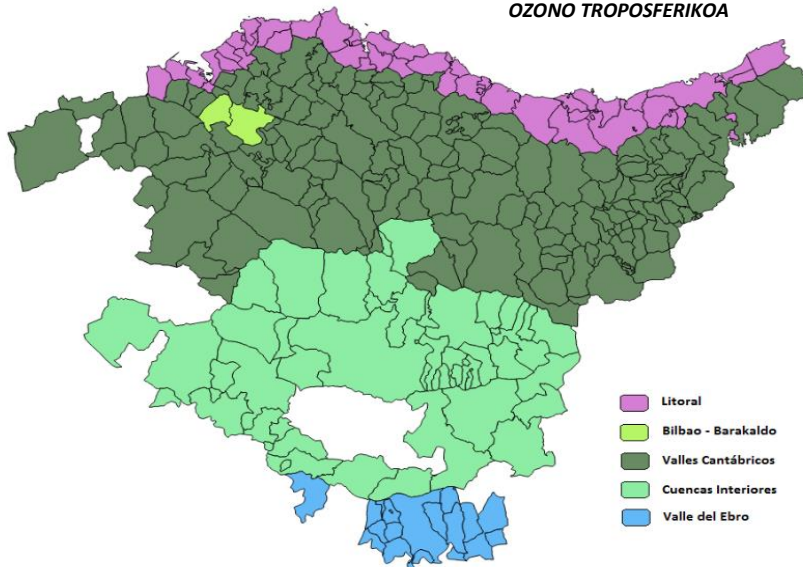 OZONO TROPOSFERIKOA
Litoral
Bilbao - Barakaldo
Valles Cantábricos
Cuencas Interiores
Valle del Ebro